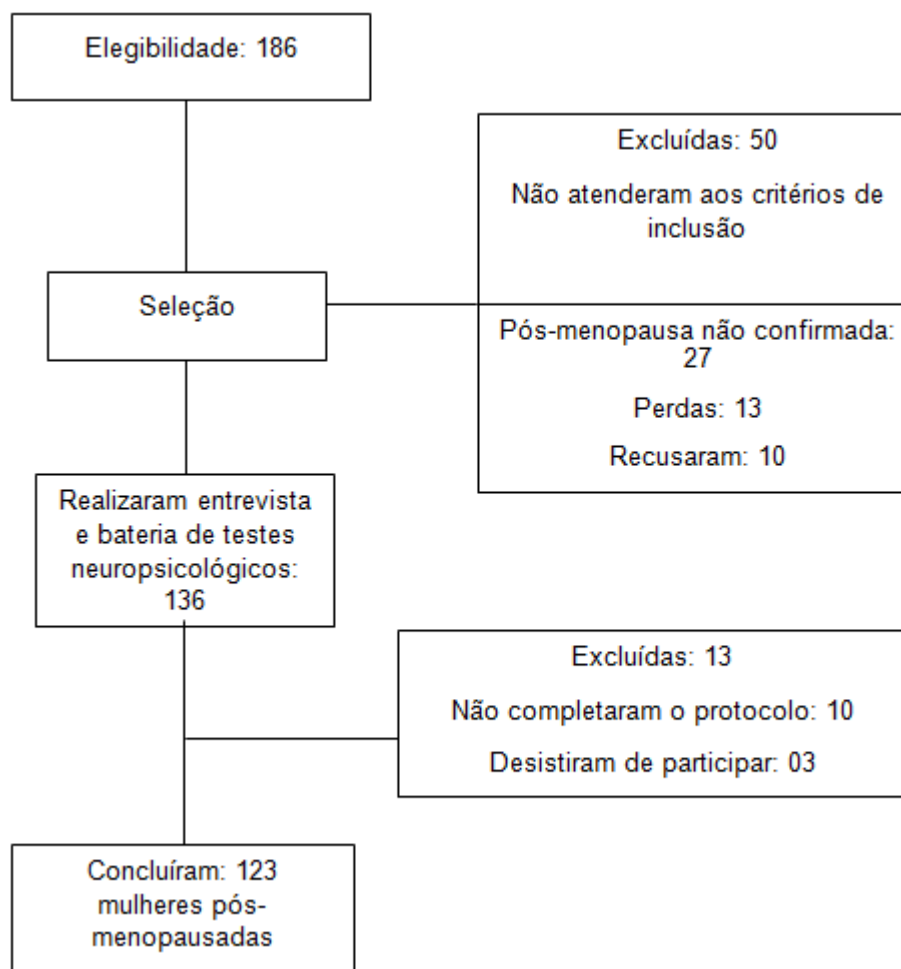 Elegibilidade: 186
Excluídas: 50
Não atenderam aos critérios de
inclusão
Seleção
Pós-menopausa não confirmada:
27
Perdas: 13
Recusaram: 10
Realizaram entrevista
e bateria de testes
neuropsicológicos:
136
Excluídas: 13
Não completaram o protocolo: 10
Desistiram de participar: 03
Concluíram: 123
mulheres pós-
menopausadas